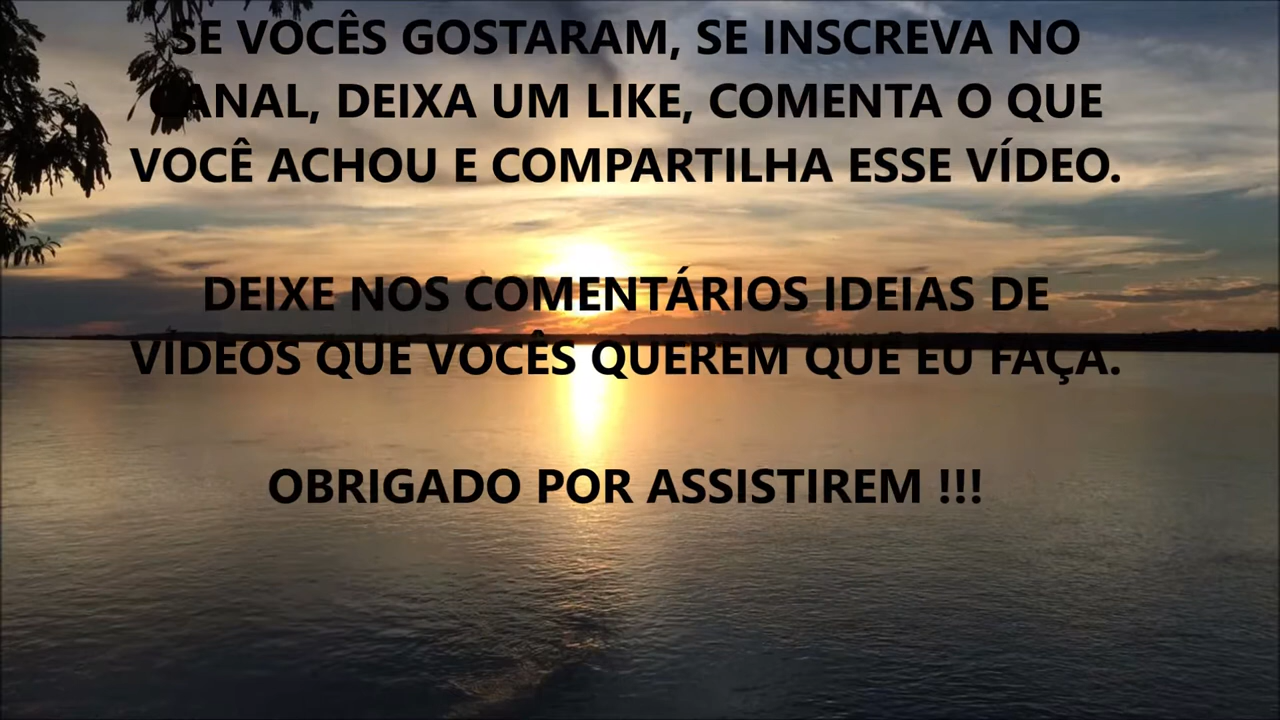 SE VOCÊS GOSTARAM, SE INSCREVA NO
CANAL, DEIXA UM LIKE, COMENTA O QUE
VOCÊ ACHOU E COMPARTILHA ESSE VÍDEO.
DEIXE NOS COMENTÁRIOS IDEIAS DE
VÍDEOS QUE VOCÊS QUEREM QUE EU FAÇA.
OBRIGADO POR ASSISTIREM !!!